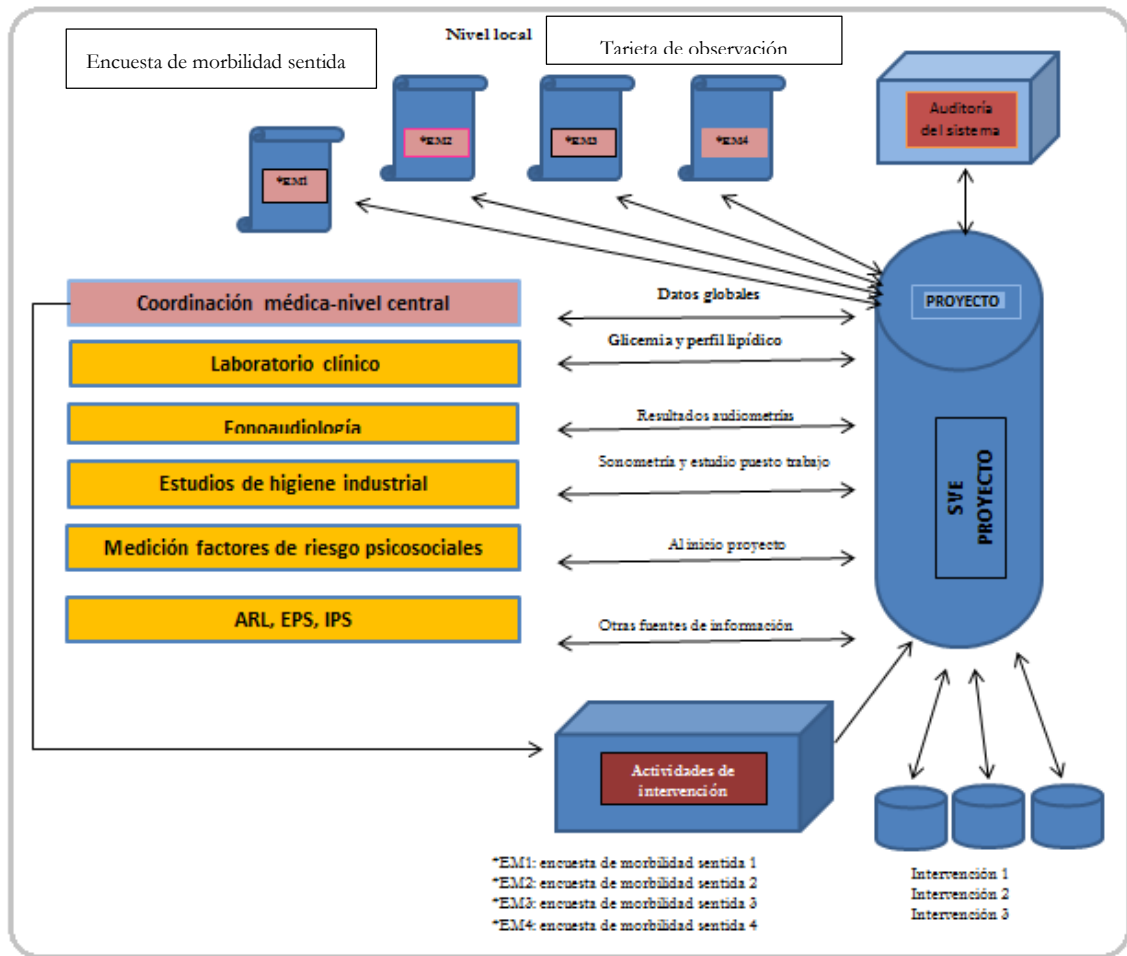 Nivel local
Encuesta de morbilidad sentida
Tarjeta de observación
Auditoría
del sistema
*EM1
*EM2
*EM3
*EM4
PROYECTO
Coordinación médica-nivel central
Datos globales
Laboratorio clínico
Glicemia y perfil lipídico
Fonoaudiología
Resultados audiometrías
Estudios de higiene industrial
Sonometría y estudio puesto trabajo
Medición factores de riesgo psicosociales
Al inicio proyecto
ARL, EPS, IPS
Otras fuentes de información
SVE
PROYECTO
Actividades de
intervención
*EM1: encuesta de morbilidad sentida 1
*EM2: encuesta de morbilidad sentida 2
*EM3: encuesta de morbilidad sentida 3
*EM4: encuesta de morbilidad sentida 4
Intervención 1
Intervención 2
Intervención 3